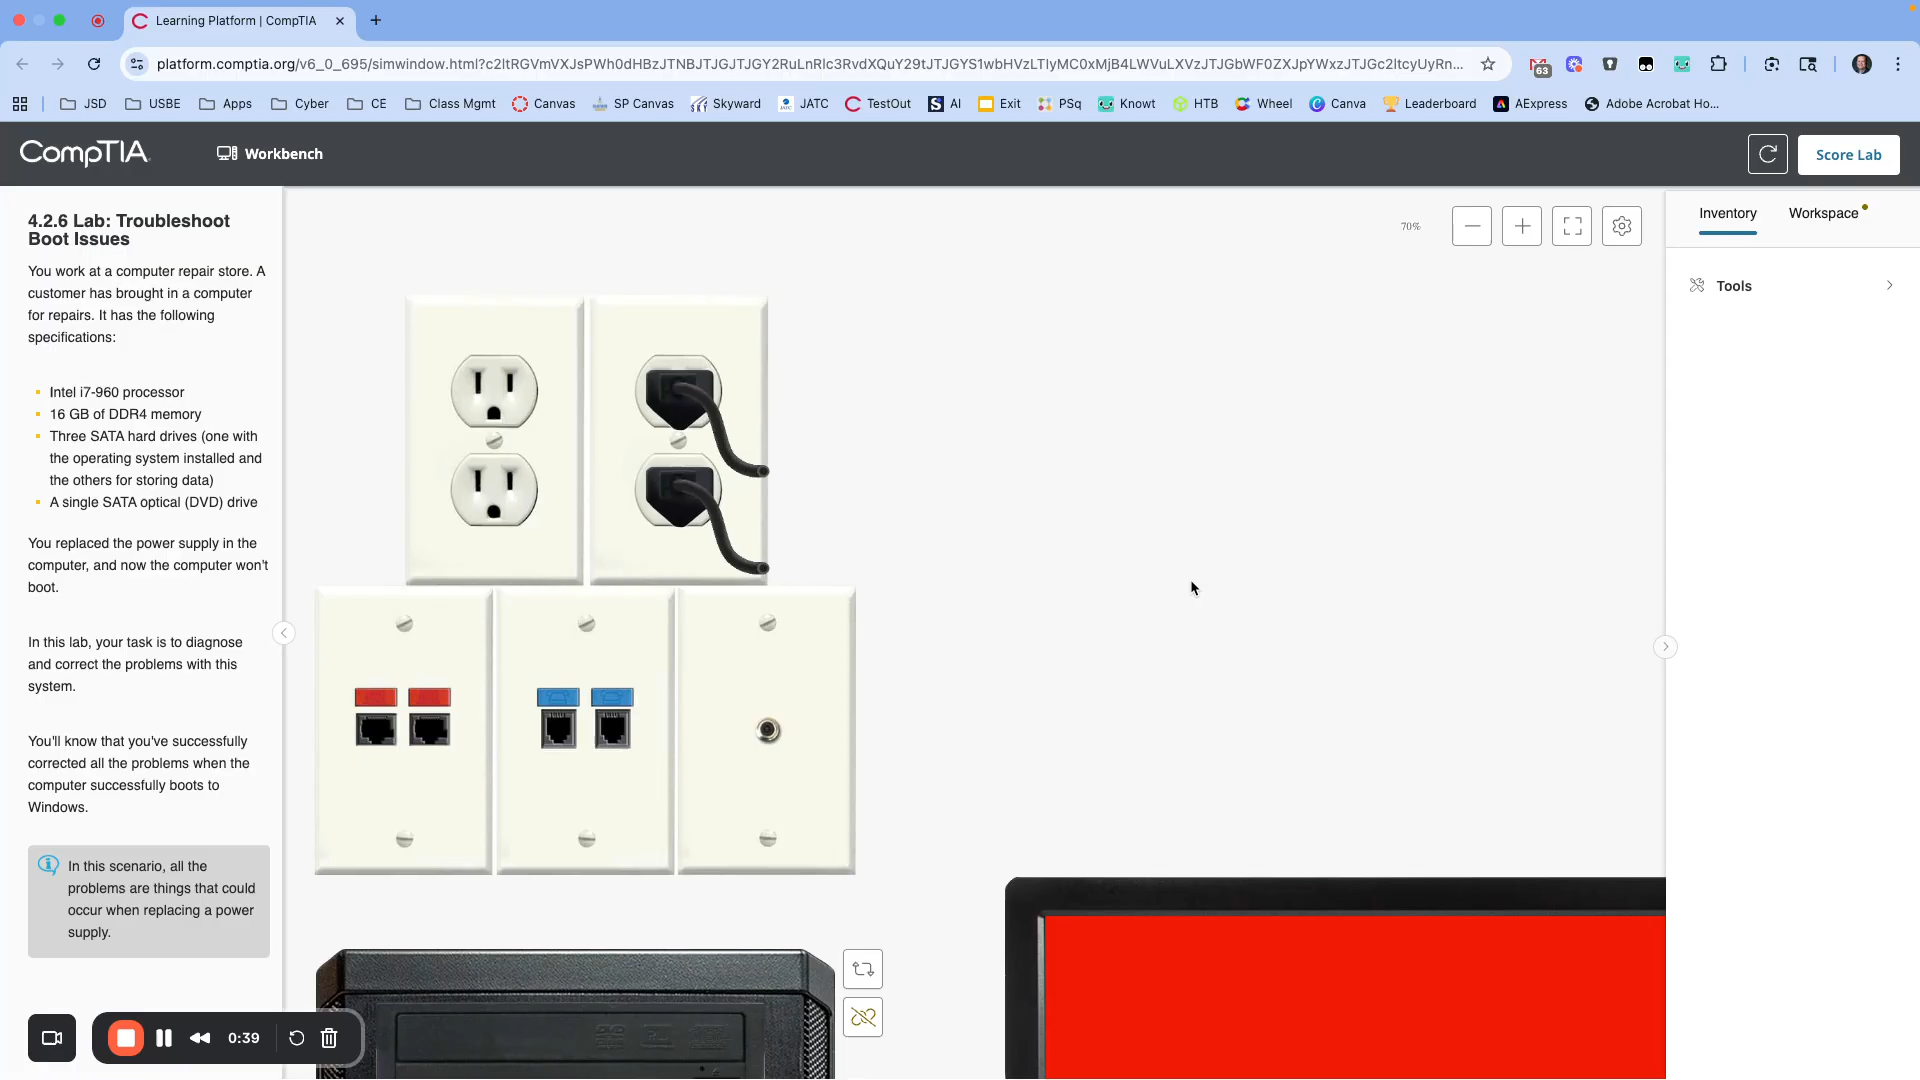 Learning Platform | CompTIA
platform.comptia.org/v6_0_695/simwindow.html?c2ltRGVmVXJsPWh0dHBzJTNBJTJGJTJGY2RuLnRlc3RvdXQuY29tJTJGYS1wbHVzLTIyMC0xMjB4LWVuLXVzJTJGbWF0ZXJpYWxzJTJGc2ltcyUyRn...
63
JSD
USBE
Apps
Cyber
CE
Class Mgmt
Canvas
SP Canvas
Skyward
JATC
TestOut
AI
Exit
PSq
Knowt
HTB
Wheel
Canva
Leaderboard
AExpress
Adobe Acrobat Ho...
CompTIA.
Workbench
Score Lab
4.2.6 Lab: Troubleshoot
Boot Issues
You work at a computer repair store. A
customer has brought in a computer
for repairs. It has the following
specifications:
Intel i7-960 processor
16 GB of DDR4 memory
Three SATA hard drives (one with
the operating system installed and
the others for storing data)
A single SATA optical (DVD) drive
You replaced the power supply in the
computer, and now the computer won't
boot.
In this lab, your task is to diagnose
and correct the problems with this
system.
You'll know that you've successfully
corrected all the problems when the
computer successfully boots to
Windows.
In this scenario, all the
problems are things that could
occur when replacing a power
supply.
0:39
70%
Inventory
Workspace
Tools